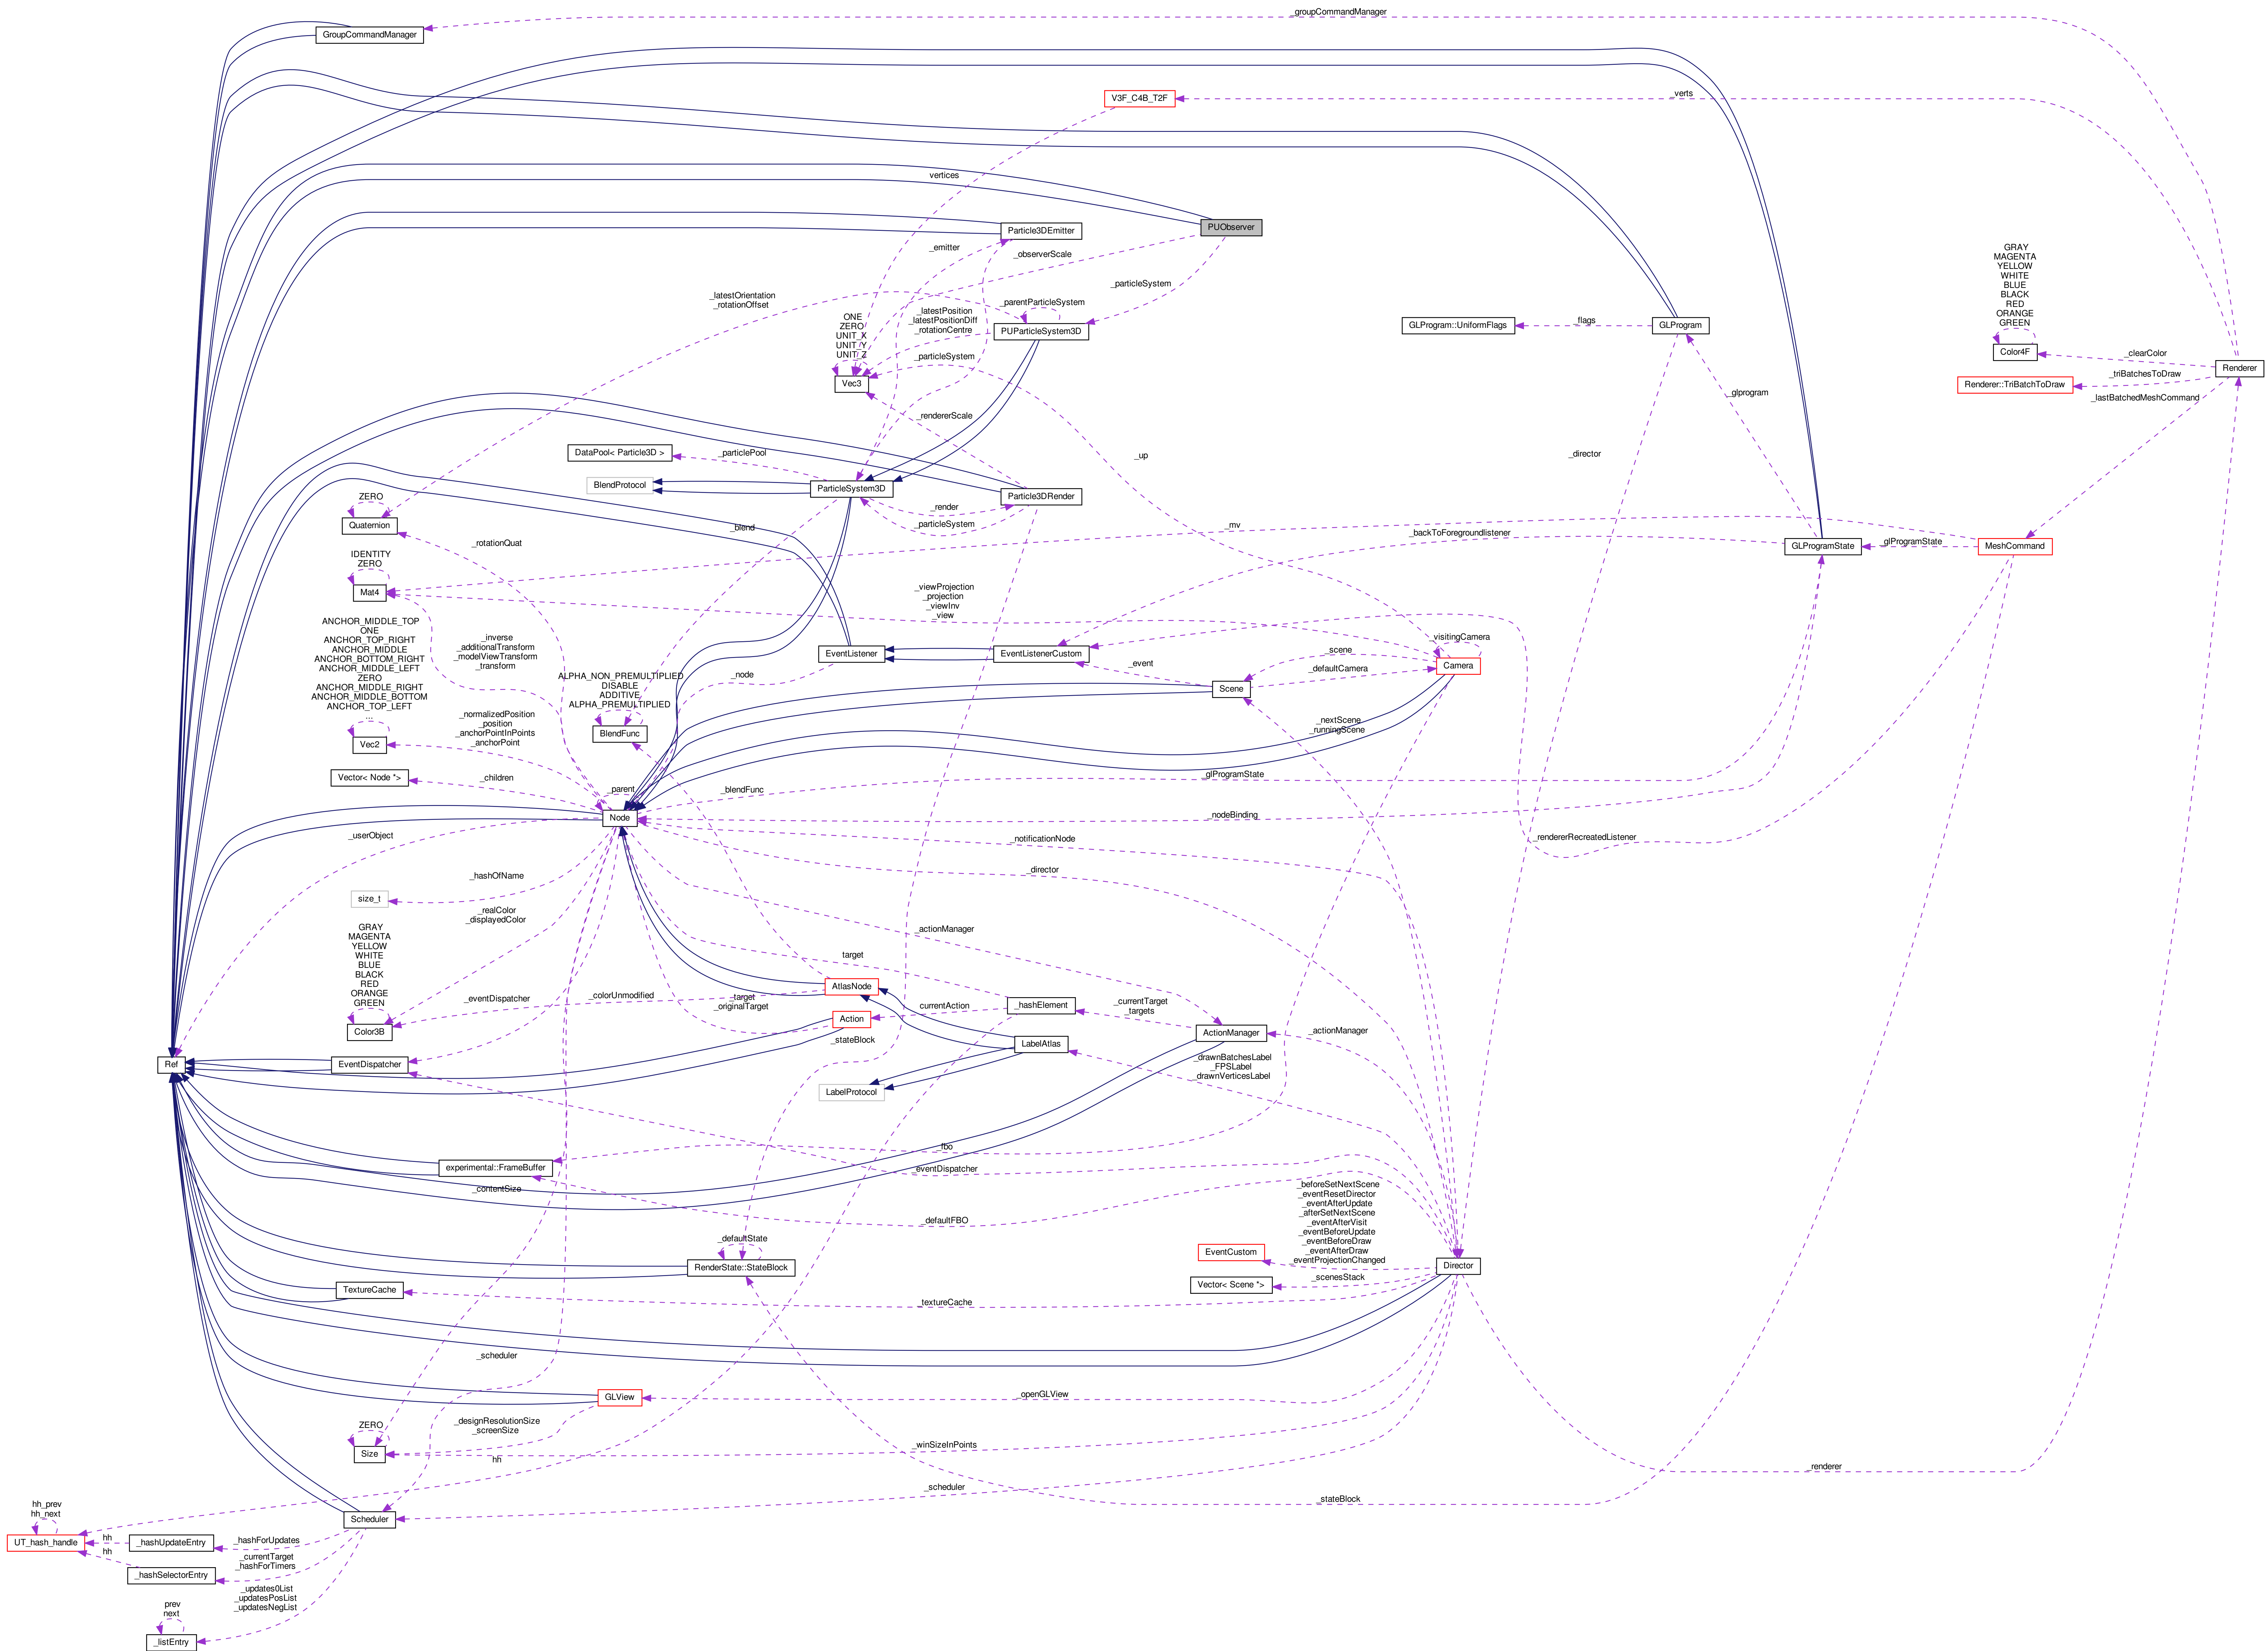 _groupCommandManager
GroupCommandManager
V3F_C4B_T2F
_verts
vertices
PUObserver
Particle3DEmitter
_emitter
_observerScale
GRAY
MAGENTA
YELLOW
WHITE
BLUE
BLACK
RED
ORANGE
GREEN
_particleSystem
_latestOrientation
_rotationOffset
_parentParticleSystem
_latestPosition
_latestPositionDiff
_rotationCentre
ONE
ZERO
UNIT_X
UNIT_Y
UNIT_Z
PUParticleSystem3D
GLProgram::UniformFlags
_flags
GLProgram
Color4F
_clearColor
Renderer
_particleSystem
_triBatchesToDraw
Vec3
Renderer::TriBatchToDraw
_glprogram
_lastBatchedMeshCommand
_rendererScale
DataPool< Particle3D >
_particlePool
_up
_director
BlendProtocol
ParticleSystem3D
Particle3DRender
ZERO
_render
Quaternion
_blend
_particleSystem
_mv
_backToForegroundlistener
_rotationQuat
GLProgramState
_glProgramState
MeshCommand
IDENTITY
ZERO
Mat4
_viewProjection
_projection
_viewInv
_view
ANCHOR_MIDDLE_TOP
ONE
ANCHOR_TOP_RIGHT
ANCHOR_MIDDLE
ANCHOR_BOTTOM_RIGHT
ANCHOR_MIDDLE_LEFT
ZERO
ANCHOR_MIDDLE_RIGHT
ANCHOR_MIDDLE_BOTTOM
ANCHOR_TOP_LEFT
...
_inverse
_additionalTransform
_modelViewTransform
_transform
_visitingCamera
EventListener
EventListenerCustom
_scene
_event
_defaultCamera
Camera
_node
Scene
ALPHA_NON_PREMULTIPLIED
DISABLE
ADDITIVE
ALPHA_PREMULTIPLIED
_normalizedPosition
_position
_anchorPointInPoints
_anchorPoint
_nextScene
_runningScene
BlendFunc
Vec2
Vector< Node *>
_children
_glProgramState
_parent
_blendFunc
Node
_nodeBinding
_userObject
_notificationNode
_rendererRecreatedListener
_director
_hashOfName
size_t
_realColor
_displayedColor
GRAY
MAGENTA
YELLOW
WHITE
BLUE
BLACK
RED
ORANGE
GREEN
_actionManager
target
AtlasNode
_eventDispatcher
_colorUnmodified
_target
_originalTarget
currentAction
_hashElement
_currentTarget
_targets
Color3B
Action
ActionManager
_actionManager
_stateBlock
LabelAtlas
Ref
EventDispatcher
_drawnBatchesLabel
_FPSLabel
_drawnVerticesLabel
LabelProtocol
_fbo
experimental::FrameBuffer
_eventDispatcher
_contentSize
_beforeSetNextScene
_eventResetDirector
_eventAfterUpdate
_afterSetNextScene
_eventAfterVisit
_eventBeforeUpdate
_eventBeforeDraw
_eventAfterDraw
_eventProjectionChanged
_defaultFBO
_defaultState
EventCustom
RenderState::StateBlock
Director
Vector< Scene *>
_scenesStack
TextureCache
_textureCache
_scheduler
GLView
_openGLView
ZERO
_designResolutionSize
_screenSize
Size
_winSizeInPoints
hh
_renderer
_scheduler
_stateBlock
hh_prev
hh_next
Scheduler
UT_hash_handle
hh
_hashUpdateEntry
_hashForUpdates
hh
_hashSelectorEntry
_currentTarget
_hashForTimers
_updates0List
_updatesPosList
_updatesNegList
prev
next
_listEntry